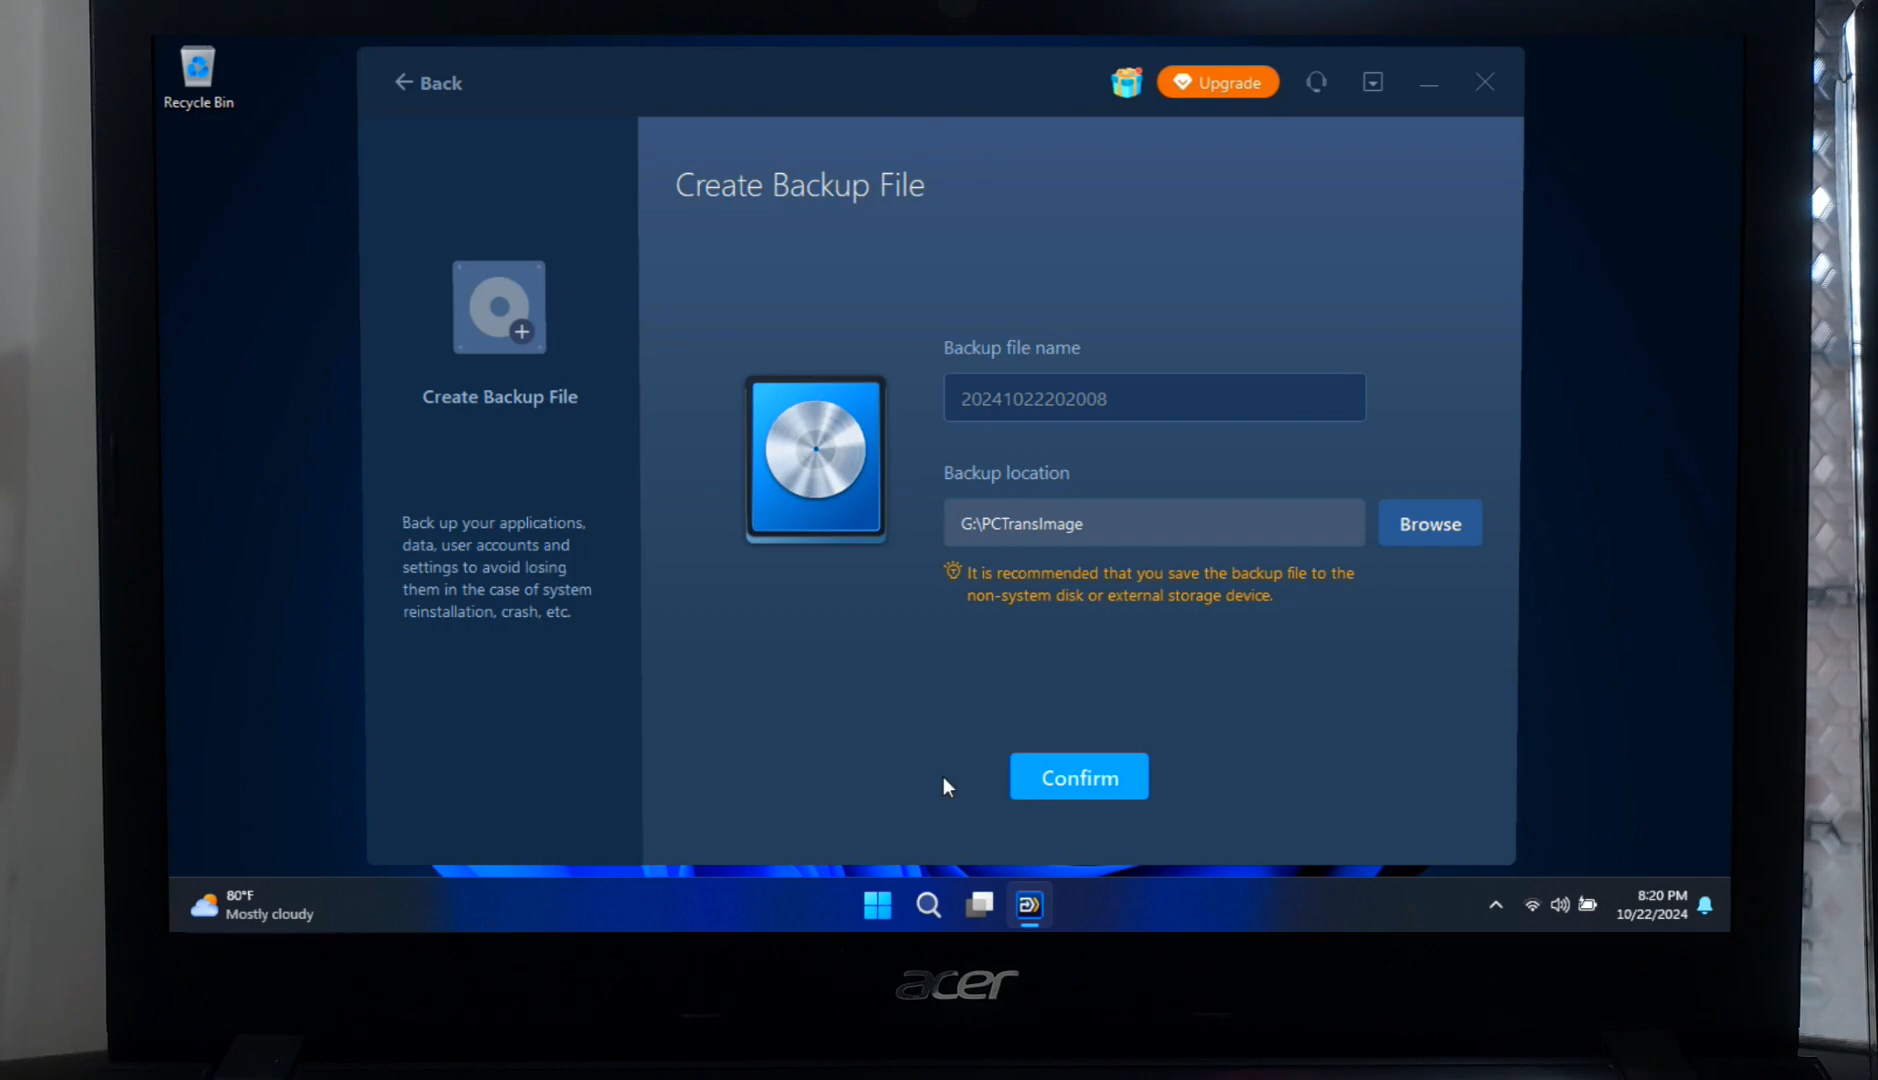 Recycle Bin
Back
Upgrade
Create Backup File
Create Backup File
Back up your applications,
data, user accounts and
settings to avoid losing
them in the case of system
reinstallation, crash, etc.
Backup file name
20241022202008
Backup location
G:\PCTransImage
Browse
It is recommended that you save the backup file to the
non-system disk or external storage device.
Confirm
80°F
Mostly cloudy
8:20 PM
10/22/2024
acer